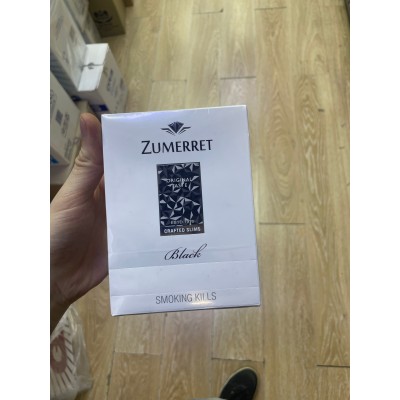 ZUMERRET
ORIGINAL
TASTE
CRAFTED SLIMS
Black
SMOKING KILLS